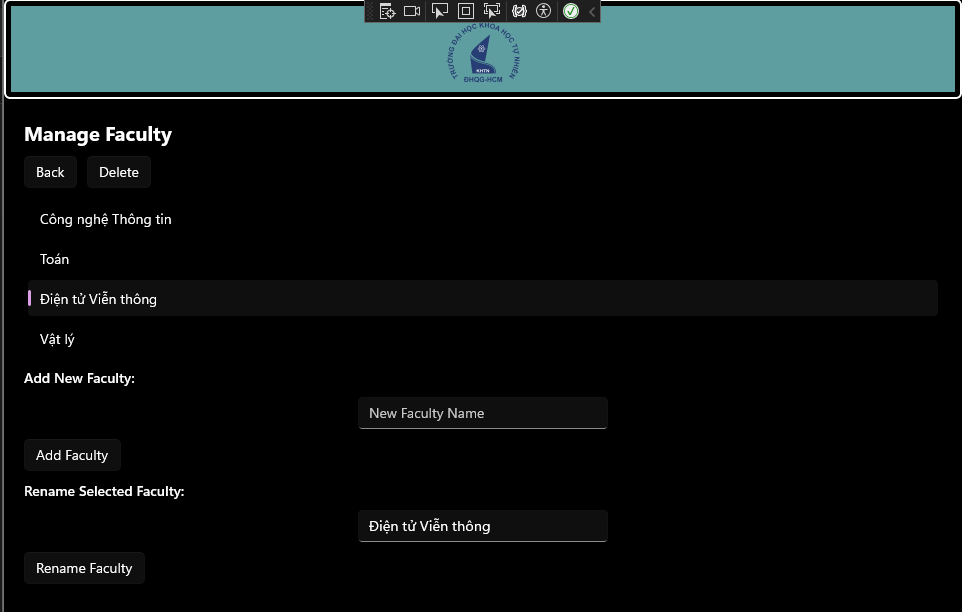 TRƯỜNG ĐẠI HỌC KHOA HỌC TỰ NHIÊN
KHTN
ĐHQG-HCM
Manage Faculty
Back
Delete
Công nghệ Thông tin
Toán
Điện tử Viễn thông
Vật lý
Add New Faculty:
New Faculty Name
Add Faculty
Rename Selected Faculty:
Điện tử Viễn thông
Rename Faculty